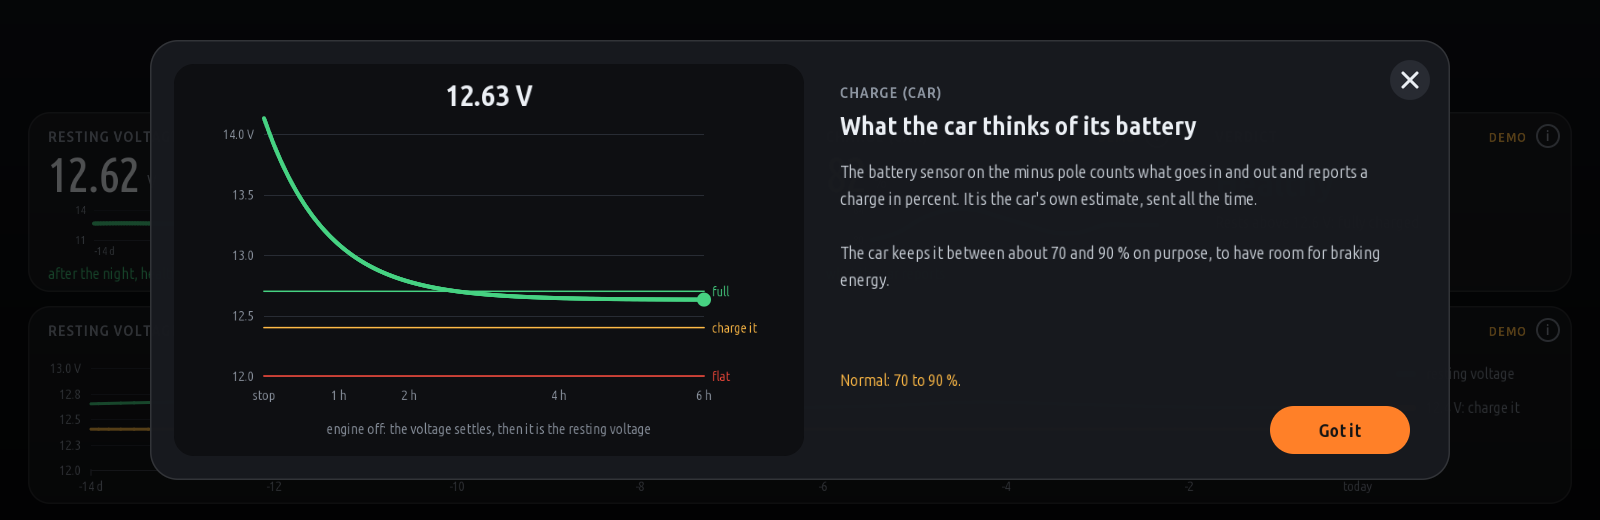 12.63 V
14.0 V
13.5
13.0
12.5
12.0
full
charge it
flat
stop
1 h
2 h
4 h
6 h
engine off: the voltage settles, then it is the resting voltage
CHARGE (CAR)
What the car thinks of its battery
The battery sensor on the minus pole counts what goes in and out and reports a
charge in percent. It is the car's own estimate, sent all the time.
The car keeps it between about 70 and 90 % on purpose, to have room for braking
energy.
Normal: 70 to 90 %.
Got it
RESTING VOLT
12.62
14
11
-14 d
after the night, h
DEMO
i
RESTING VOLT
DEMO
i
13.0 V
12.8
12.5
12.3
12.0
-14 d
-12
-10
-8
-6
-4
-2
today
ing voltage
V: charge it